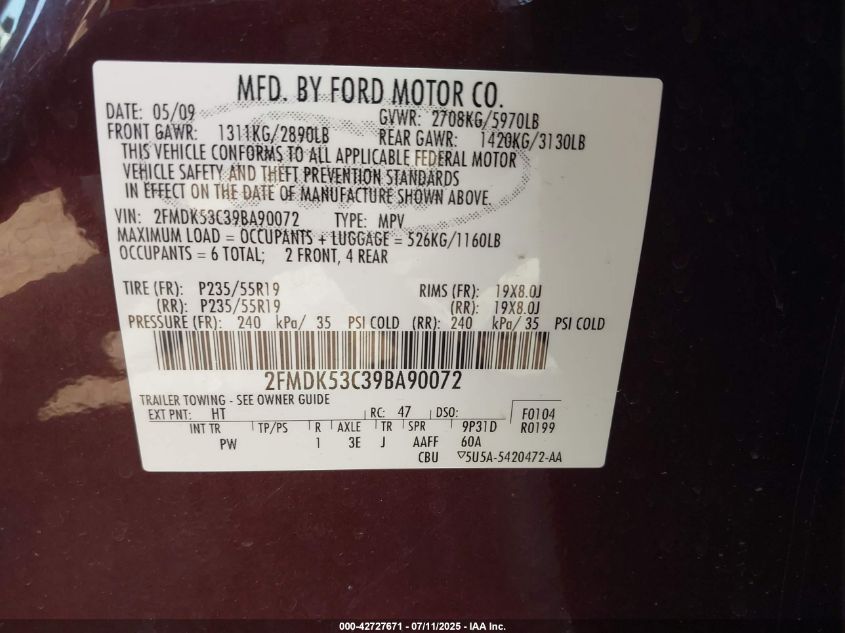 MFD. BY FORD MOTOR CO.
DATE: 05/09 GVWR: 2708KG/5970LB
FRONT GAWR: 1311KG/2890LB REAR GAWR: 1420KG/3130LB
THIS VEHICLE CONFORMS TO ALL APPLICABLE FEDERAL MOTOR
VEHICLE SAFETY AND THEFT PREVENTION STANDARDS
IN EFFECT ON THE DATE OF MANUFACTURE SHOWN ABOVE.
VIN: 2FMDK53C39BA90072 TYPE: MPV
MAXIMUM LOAD = OCCUPANTS + LUGGAGE = 526KG/1160LB
OCCUPANTS = 6 TOTAL; 2 FRONT, 4 REAR
TIRE (FR): P235/55R19 RIMS (FR): 19X8.0J
(RR): P235/55R19 (RR): 19X8.0J
PRESSURE (FR): 240 kPa/ 35 PSI COLD (RR): 240 kPa/ 35 PSI COLD
2FMDK53C39BA90072
TRAILER TOWING - SEE OWNER GUIDE
EXT PNT: HT RC: 47 DSO: F0104
INT TR TP/PS R AXLE TR SPR 9P31D R0199
PW 1 3E J AAFF 60A
CBU ▽5U5A-5420472-AA
000-42727671 - 07/11/2025 - IAA Inc.